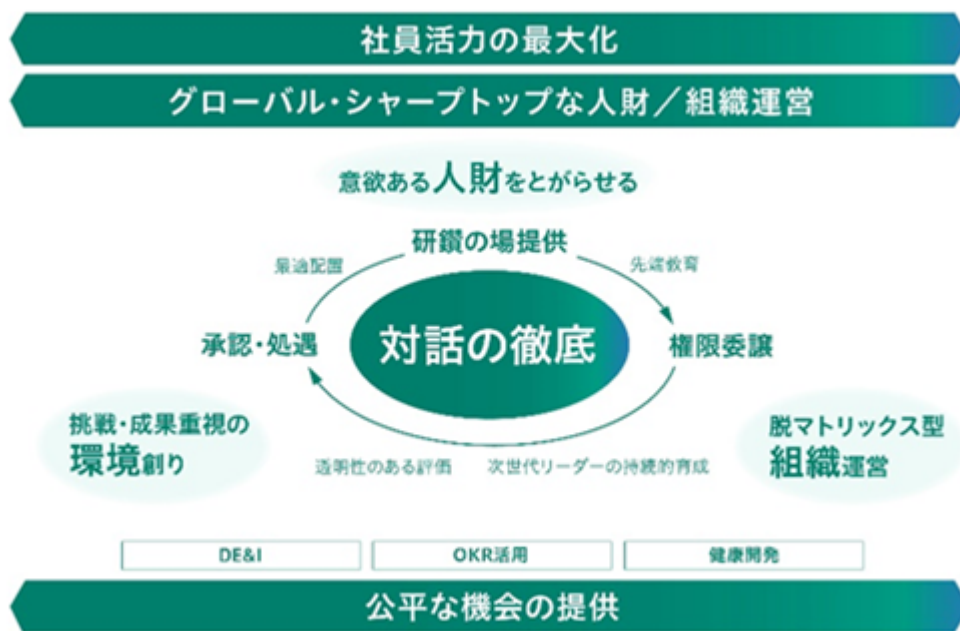 社員活力の最大化
グローバル・シャープトップな人財／組織運営
意欲ある人財をとがらせる
研鑽の場提供
最適配置
先端教育
承認・処遇
対話の徹底
権限委譲
挑戦・成果重視の
環境創り
脱マトリックス型
組織運営
透明性のある評価
次世代リーダーの持続的育成
DE&I
OKR活用
健康開発
公平な機会の提供